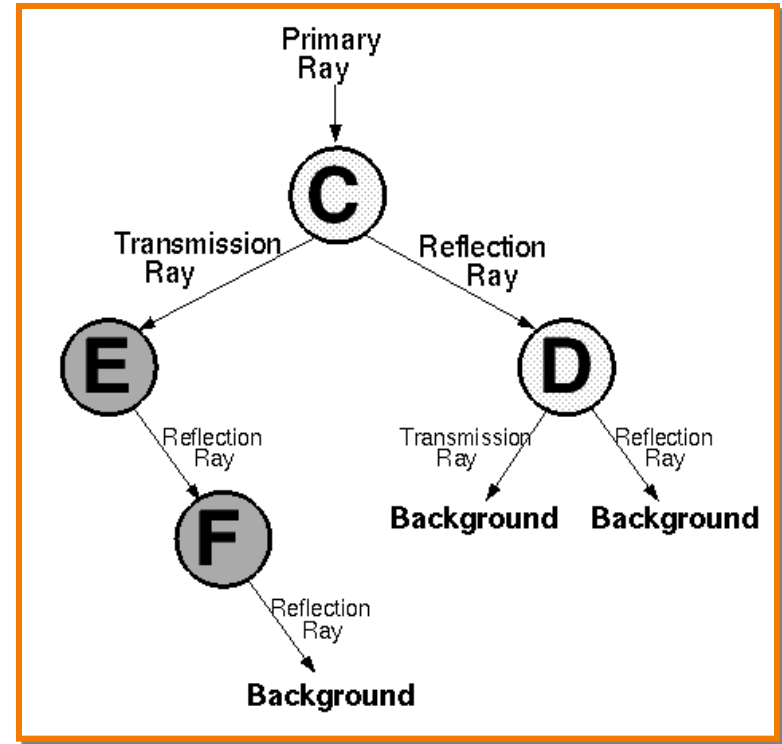 Primary
Ray
C
Transmission
Ray
Reflection
Ray
E
D
Reflection
Ray
Transmission
Ray
Reflection
Ray
Background
Background
F
Reflection
Ray
Background